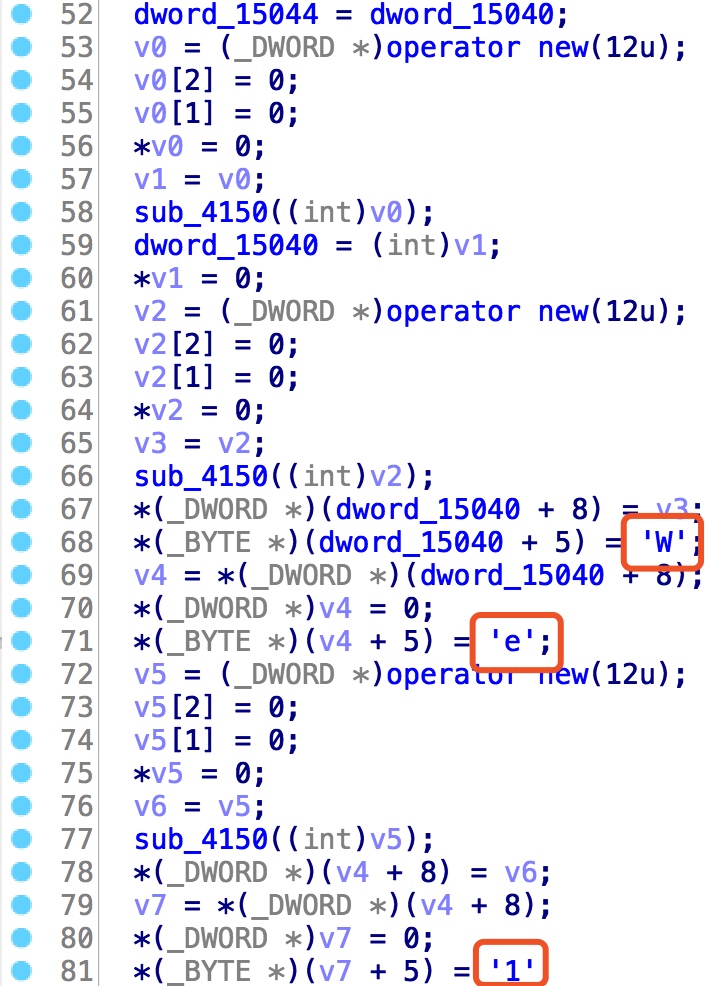 52 dword_15044 = dword_15040;
53 v0 = (_DWORD *)operator new(12u);
54 v0[2] = 0;
55 v0[1] = 0;
56 *v0 = 0;
57 v1 = v0;
58 sub_4150((int)v0);
59 dword_15040 = (int)v1;
60 *v1 = 0;
61 v2 = (_DWORD *)operator new(12u);
62 v2[2] = 0;
63 v2[1] = 0;
64 *v2 = 0;
65 v3 = v2;
66 sub_4150((int)v2);
67 *(_DWORD *)(dword_15040 + 8) = v3;
68 *(_BYTE *)(dword_15040 + 5) = 'W';
69 v4 = *(_DWORD *)(dword_15040 + 8);
70 *(_DWORD *)v4 = 0;
71 *(_BYTE *)(v4 + 5) = 'e';
72 v5 = (_DWORD *)operator new(12u);
73 v5[2] = 0;
74 v5[1] = 0;
75 *v5 = 0;
76 v6 = v5;
77 sub_4150((int)v5);
78 *(_DWORD *)(v4 + 8) = v6;
79 v7 = *(_DWORD *)(v4 + 8);
80 *(_DWORD *)v7 = 0;
81 *(_BYTE *)(v7 + 5) = '1'